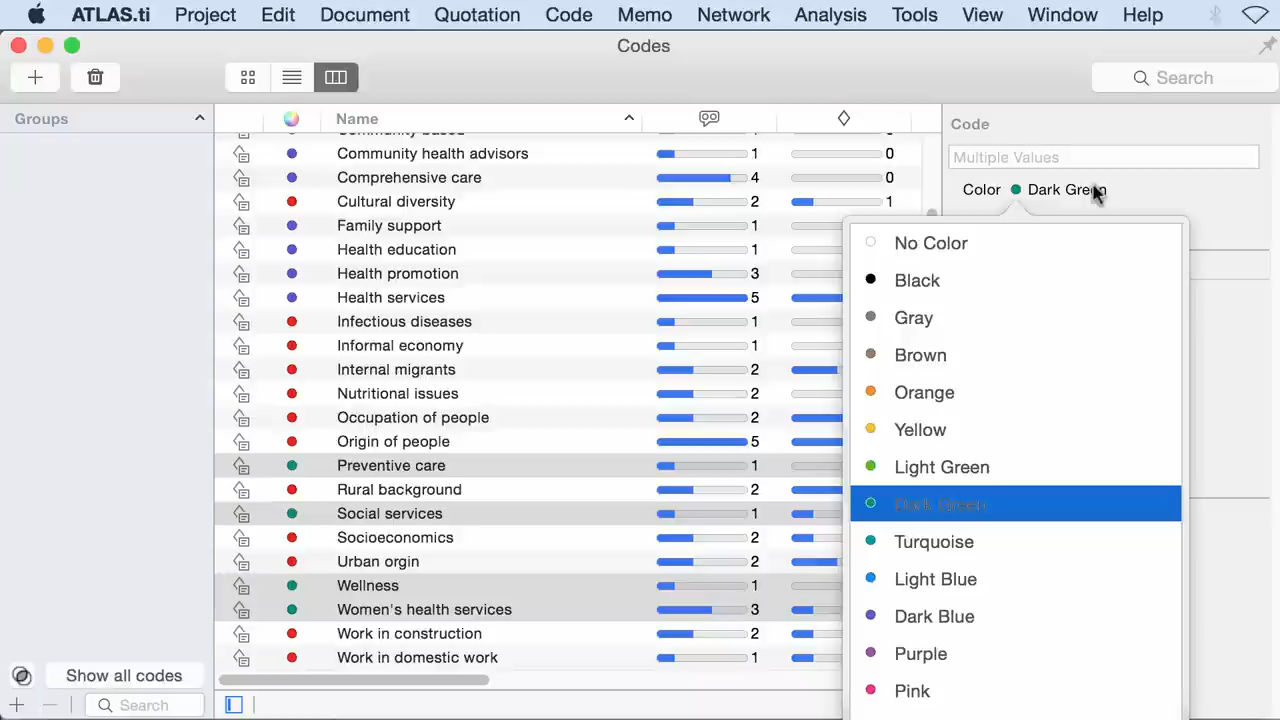 ATLAS.ti Project Edit Document Quotation Code Memo Network Analysis Tools View Window Help
Codes
Search
Groups
Name
Code
Community based 1
Multiple Values
Community health advisors 1 0
Comprehensive care 4 0
Color Dark Green
Cultural diversity 2 1
Family support 1
Health education 1
Health promotion 3
Health services 5
Infectious diseases 1
Informal economy 1
Internal migrants 2
Nutritional issues 2
Occupation of people 2
Origin of people 5
Preventive care 1
Rural background 2
Social services 1
Socioeconomics 2
Urban orgin 2
Wellness 1
Women's health services 3
Work in construction 2
Work in domestic work 1
No Color
Black
Gray
Brown
Orange
Yellow
Light Green
Dark Green
Turquoise
Light Blue
Dark Blue
Purple
Pink
Show all codes
Search